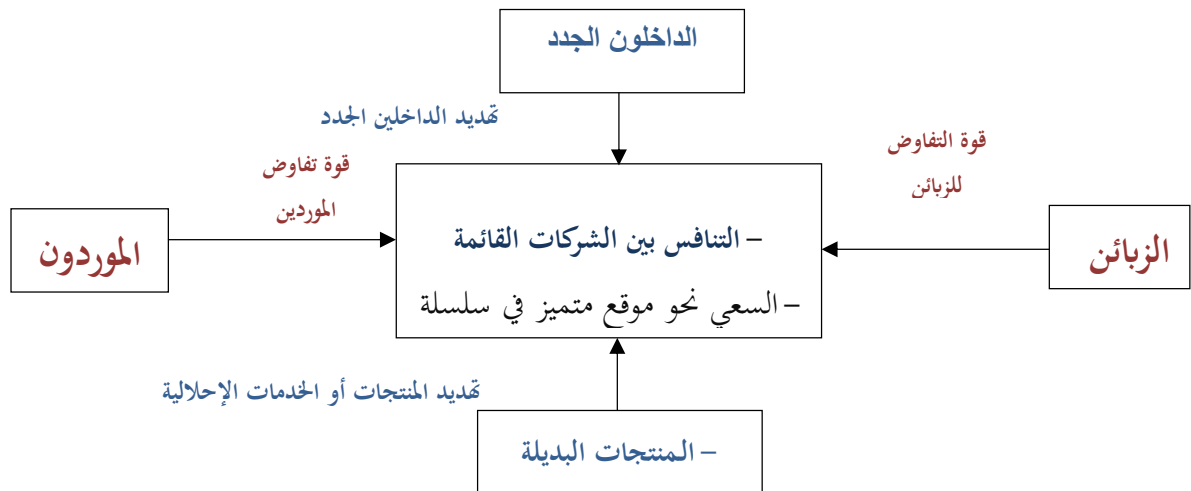 الداخلون الجدد
تهديد الداخلين الجدد
قوة التفاوض
للزبائن
قوة تفاوض
الموردين
الزبائن
– التنافس بين الشركات القائمة
– السعي نحو موقع متميز في سلسلة
الموردون
تهديد المنتجات أو الخدمات الإحلالية
– المنتجات البديلة